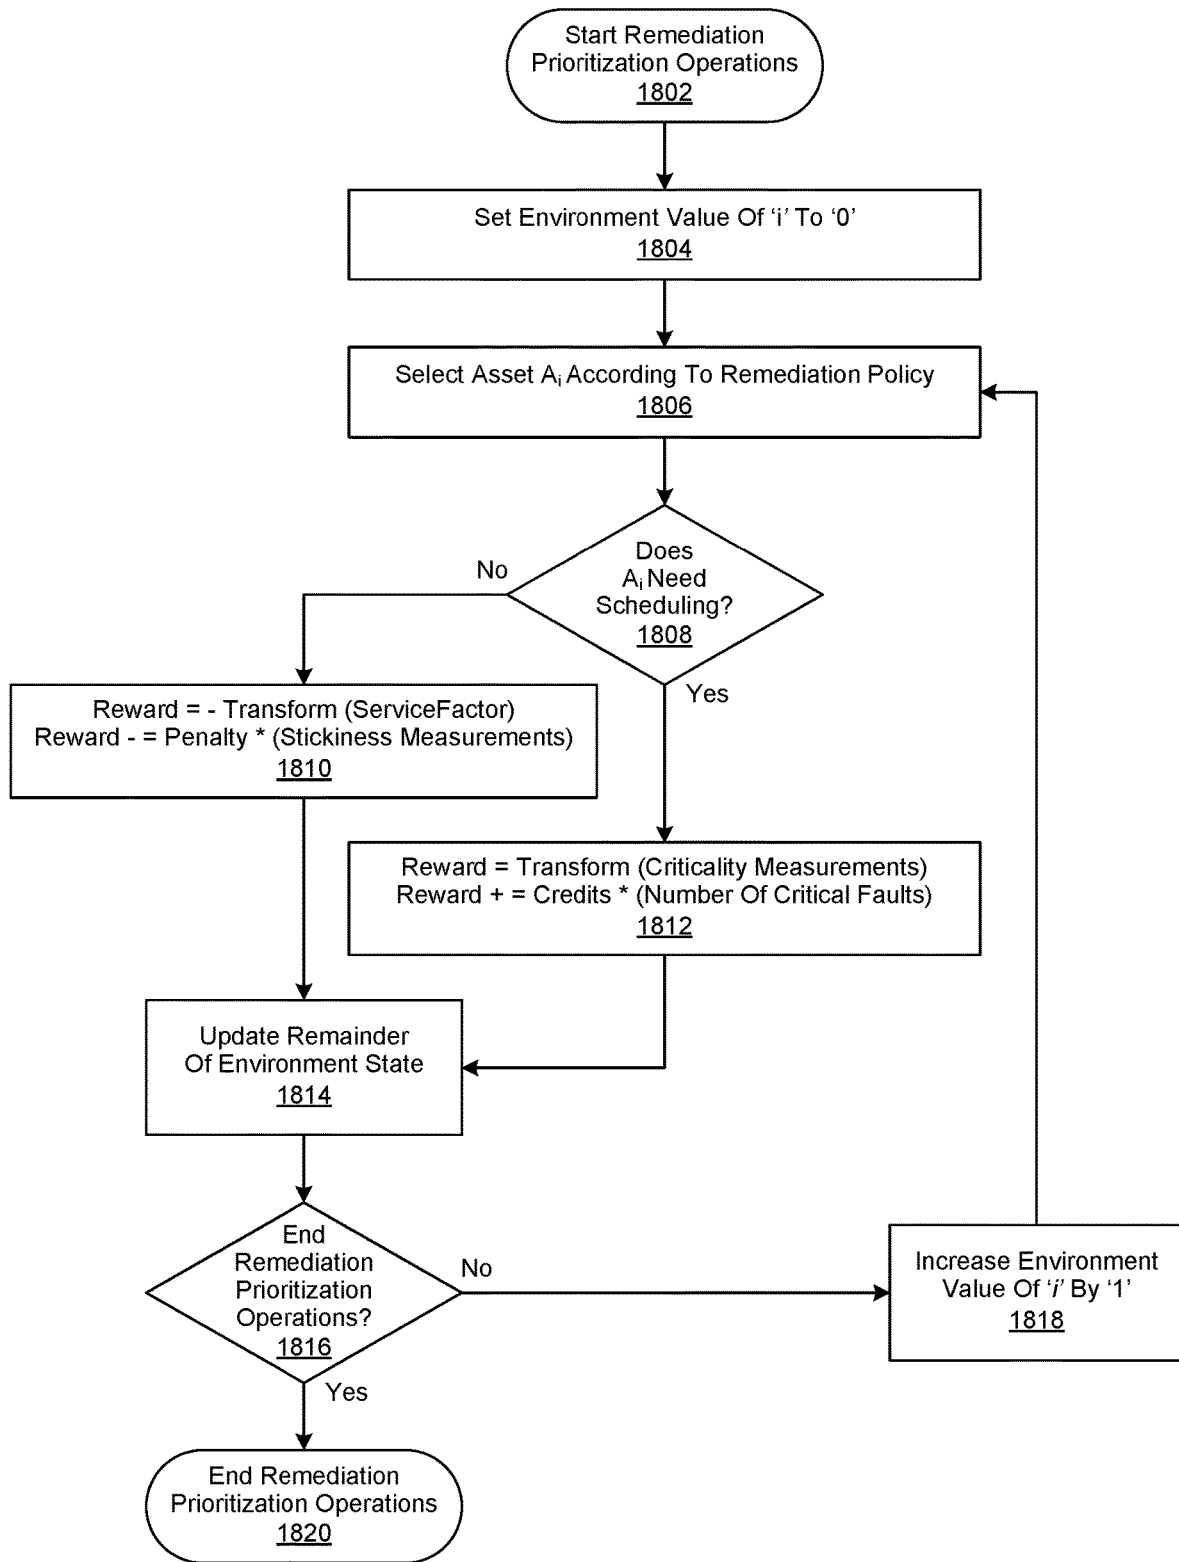 Start Remediation
Prioritization Operations
1802
Set Environment Value Of ‘i’ To ‘0’
1804
Select Asset Ai According To Remediation Policy
1806
Does
Ai Need
Scheduling?
1808
No
Yes
Reward = - Transform (ServiceFactor)
Reward - = Penalty * (Stickiness Measurements)
1810
Reward = Transform (Criticality Measurements)
Reward + = Credits * (Number Of Critical Faults)
1812
Update Remainder
Of Environment State
1814
End
Remediation
Prioritization
Operations?
1816
No
Yes
Increase Environment
Value Of ‘i’ By ‘1’
1818
End Remediation
Prioritization Operations
1820